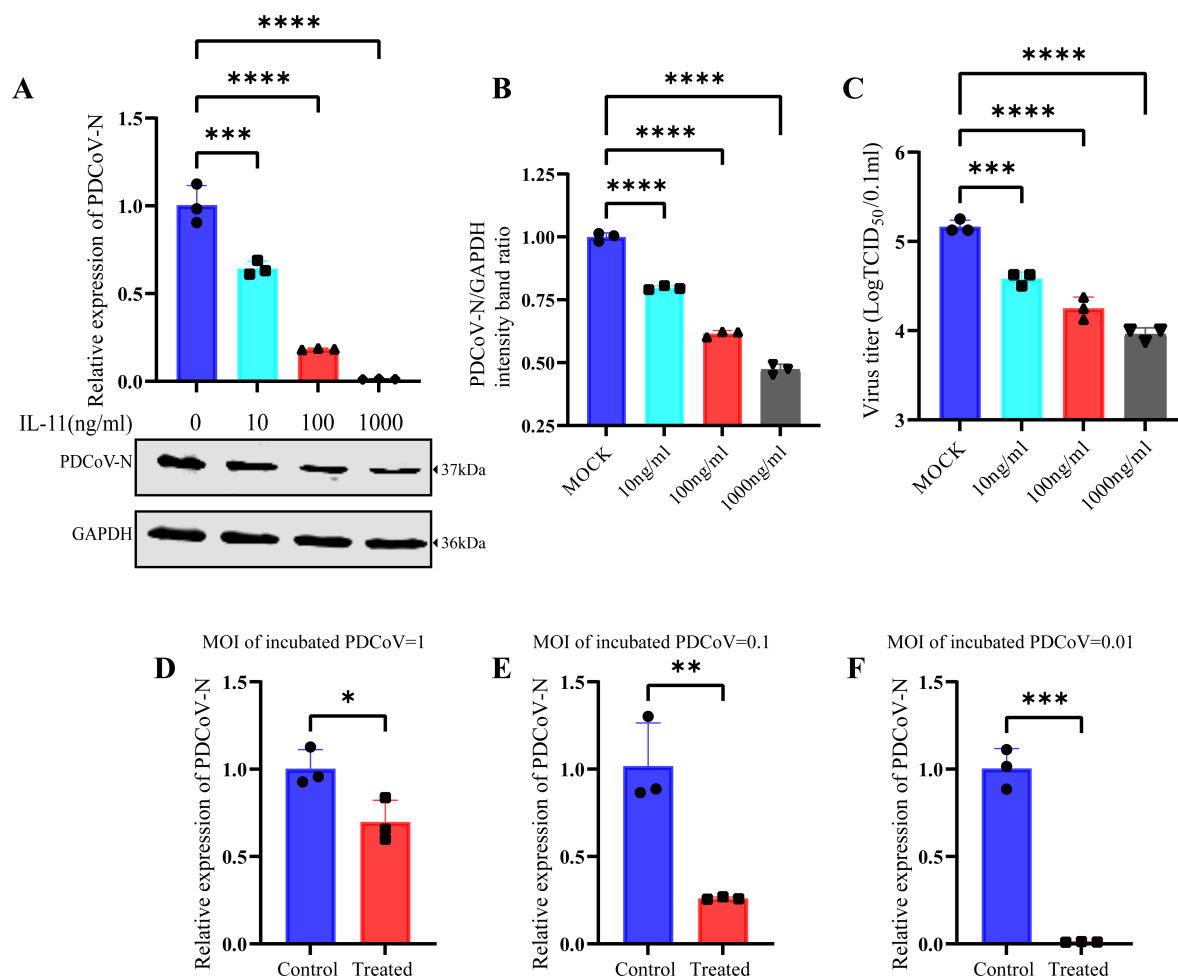 A
****
****
***
Relative expression of PDCoV-N
1.5
1.0
0.5
0.0
IL-11(ng/ml) 0 10 100 1000
PDCoV-N
37kDa
GAPDH
36kDa
B
****
****
****
PDCoV-N/GAPDH
intensity band ratio
1.25
1.00
0.75
0.50
0.25
MOCK 10ng/ml 100ng/ml 1000ng/ml
C
****
****
***
Virus titer (LogTCID50/0.1ml)
6
5
4
3
MOCK 10ng/ml 100ng/ml 1000ng/ml
MOI of incubated PDCoV=1
D
*
Relative expression of PDCoV-N
1.5
1.0
0.5
0.0
Control Treated
MOI of incubated PDCoV=0.1
E
**
Relative expression of PDCoV-N
1.5
1.0
0.5
0.0
Control Treated
MOI of incubated PDCoV=0.01
F
***
Relative expression of PDCoV-N
1.5
1.0
0.5
0.0
Control Treated